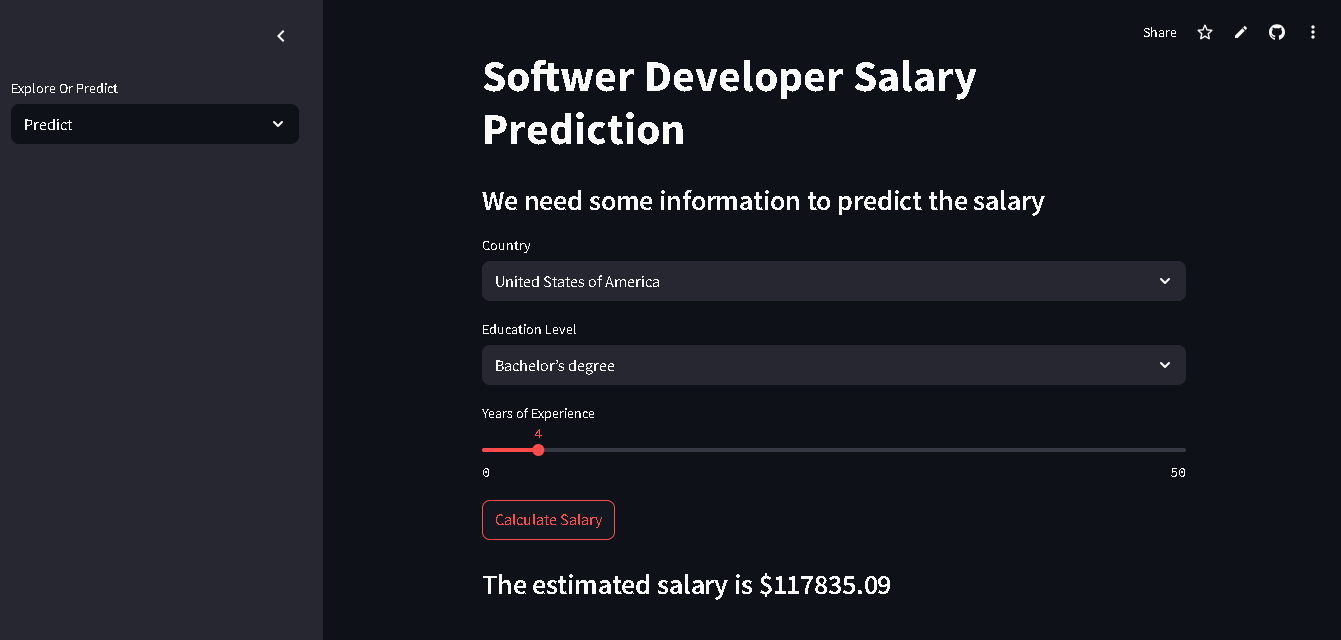 Share
Explore Or Predict
Predict
Softwer Developer Salary
Prediction
We need some information to predict the salary
Country
United States of America
Education Level
Bachelor’s degree
Years of Experience
4
0
50
Calculate Salary
The estimated salary is $117835.09